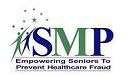 SMP
Empowering Seniors To
Prevent Healthcare Fraud